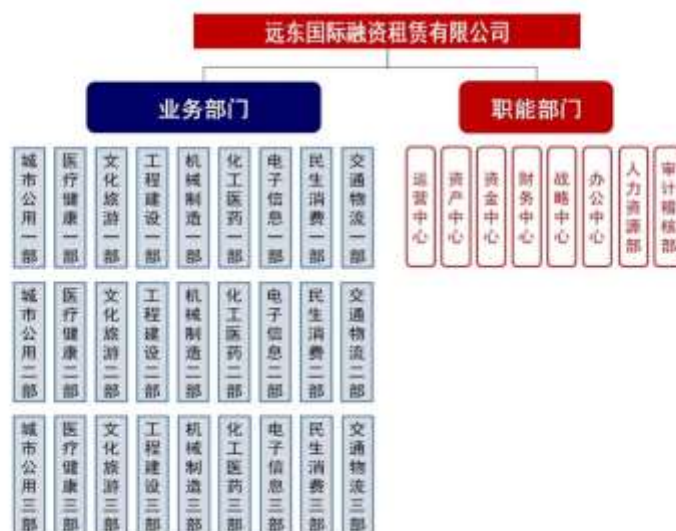 远东国际融资租赁有限公司
业务部门
职能部门
城市公用一部
医疗健康一部
文化旅游一部
工程建设一部
机械制造一部
化工医药一部
电子信息一部
民生消费一部
交通物流一部
运营中心
资产中心
资金中心
财务中心
战略中心
办公中心
人力资源部
审计稽核部
城市公用二部
医疗健康二部
文化旅游二部
工程建设二部
机械制造二部
化工医药二部
电子信息二部
民生消费二部
交通物流二部
城市公用三部
医疗健康三部
文化旅游三部
工程建设三部
机械制造三部
化工医药三部
电子信息三部
民生消费三部
交通物流三部